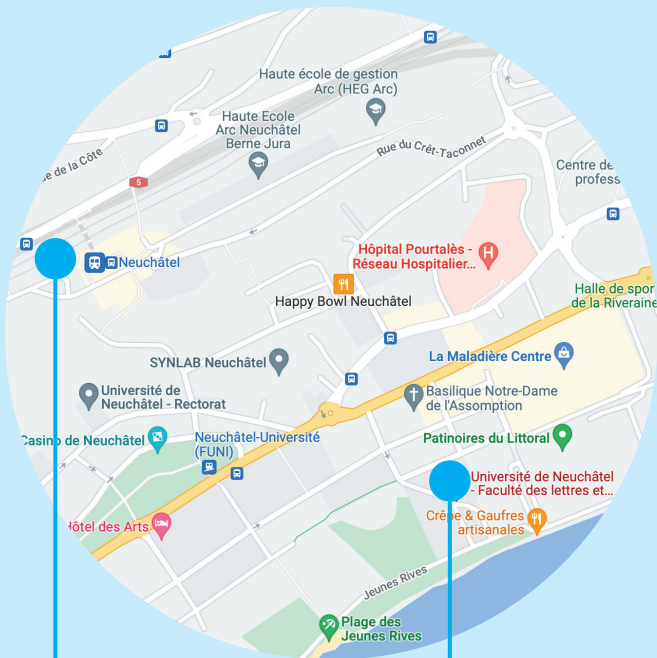 Haute école de gestion
Arc (HEG Arc)
Haute Ecole
Arc Neuchâtel
Berne Jura
Rue du Crêt-Taconnet
de la Côte
Centre de
profess
5
Neuchâtel
Hôpital Pourtalès -
Réseau Hospitalier...
H
Happy Bowl Neuchâtel
Halle de spor
de la Riveraine
SYNLAB Neuchâtel
La Maladière Centre
Université de
Neuchâtel - Rectorat
Basilique Notre-Dame
de l'Assomption
Casino de Neuchâtel
Neuchâtel-Université
(FUNI)
Patinoires du Littoral
Université de Neuchâtel
- Faculté des lettres et...
Crêpe & Gaufres
artisanales
Hôtel des Arts
Jeunes Rives
Plage des
Jeunes Rives